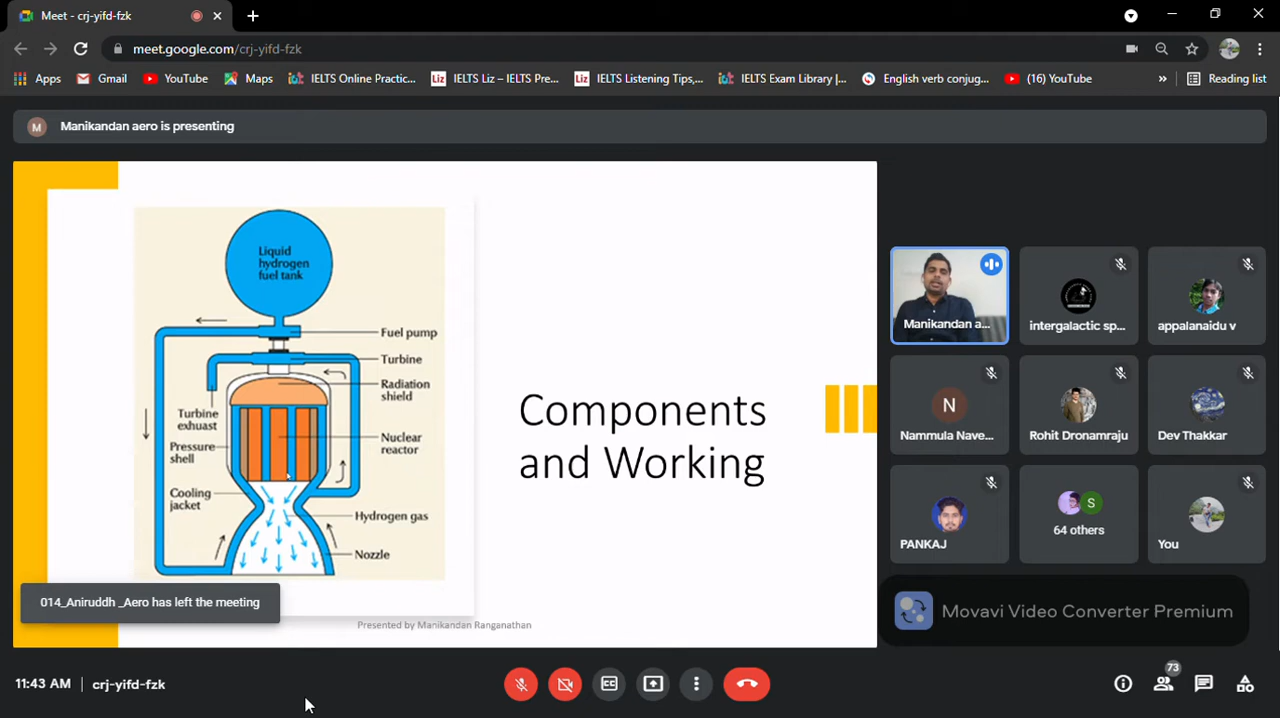 Meet - crj-yifd-fzk
meet.google.com/crj-yifd-fzk
Apps
Gmail
YouTube
Maps
IELTS Online Practic...
Liz
IELTS Liz – IELTS Pre...
Liz
IELTS Listening Tips,...
IELTS Exam Library |...
English verb conjug...
(16) YouTube
»
Reading list
M
Manikandan aero is presenting
Liquid
hydrogen
fuel tank
Fuel pump
Turbine
Radiation
shield
Turbine
exhuast
Pressure
shell
Nuclear
reactor
Cooling
jacket
Hydrogen gas
Nozzle
Components
and Working
Presented by Manikandan Ranganathan
014_Aniruddh _Aero has left the meeting
Manikandan a...
intergalactic sp...
appalanaidu v
N
Nammula Nave...
Rohit Dronamraju
Dev Thakkar
PANKAJ
S
64 others
You
Movavi Video Converter Premium
11:43 AM
crj-yifd-fzk
CC
73